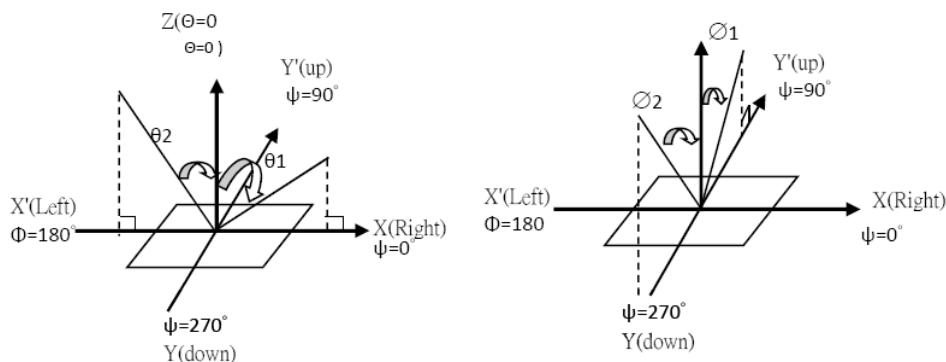 Z(Θ=0
Θ=0 )
Y'(up)
ψ=90°
θ2
θ1
X'(Left)
Φ=180°
X(Right)
ψ=0°
ψ=270°
Y(down)
∅1
Y'(up)
ψ=90°
∅2
X'(Left)
Φ=180
X(Right)
ψ=0°
ψ=270°
Y(down)